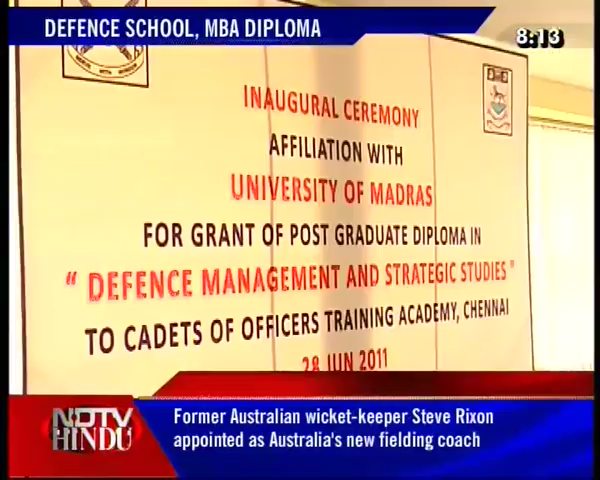 DEFENCE SCHOOL, MBA DIPLOMA
8:13
INAUGURAL CEREMONY
AFFILIATION WITH
UNIVERSITY OF MADRAS
FOR GRANT OF POST GRADUATE DIPLOMA IN
“ DEFENCE MANAGEMENT AND STRATEGIC STUDIES ”
TO CADETS OF OFFICERS TRAINING ACADEMY, CHENNAI
28 JUN 2011
NDTV
HINDU
Former Australian wicket-keeper Steve Rixon
appointed as Australia's new fielding coach